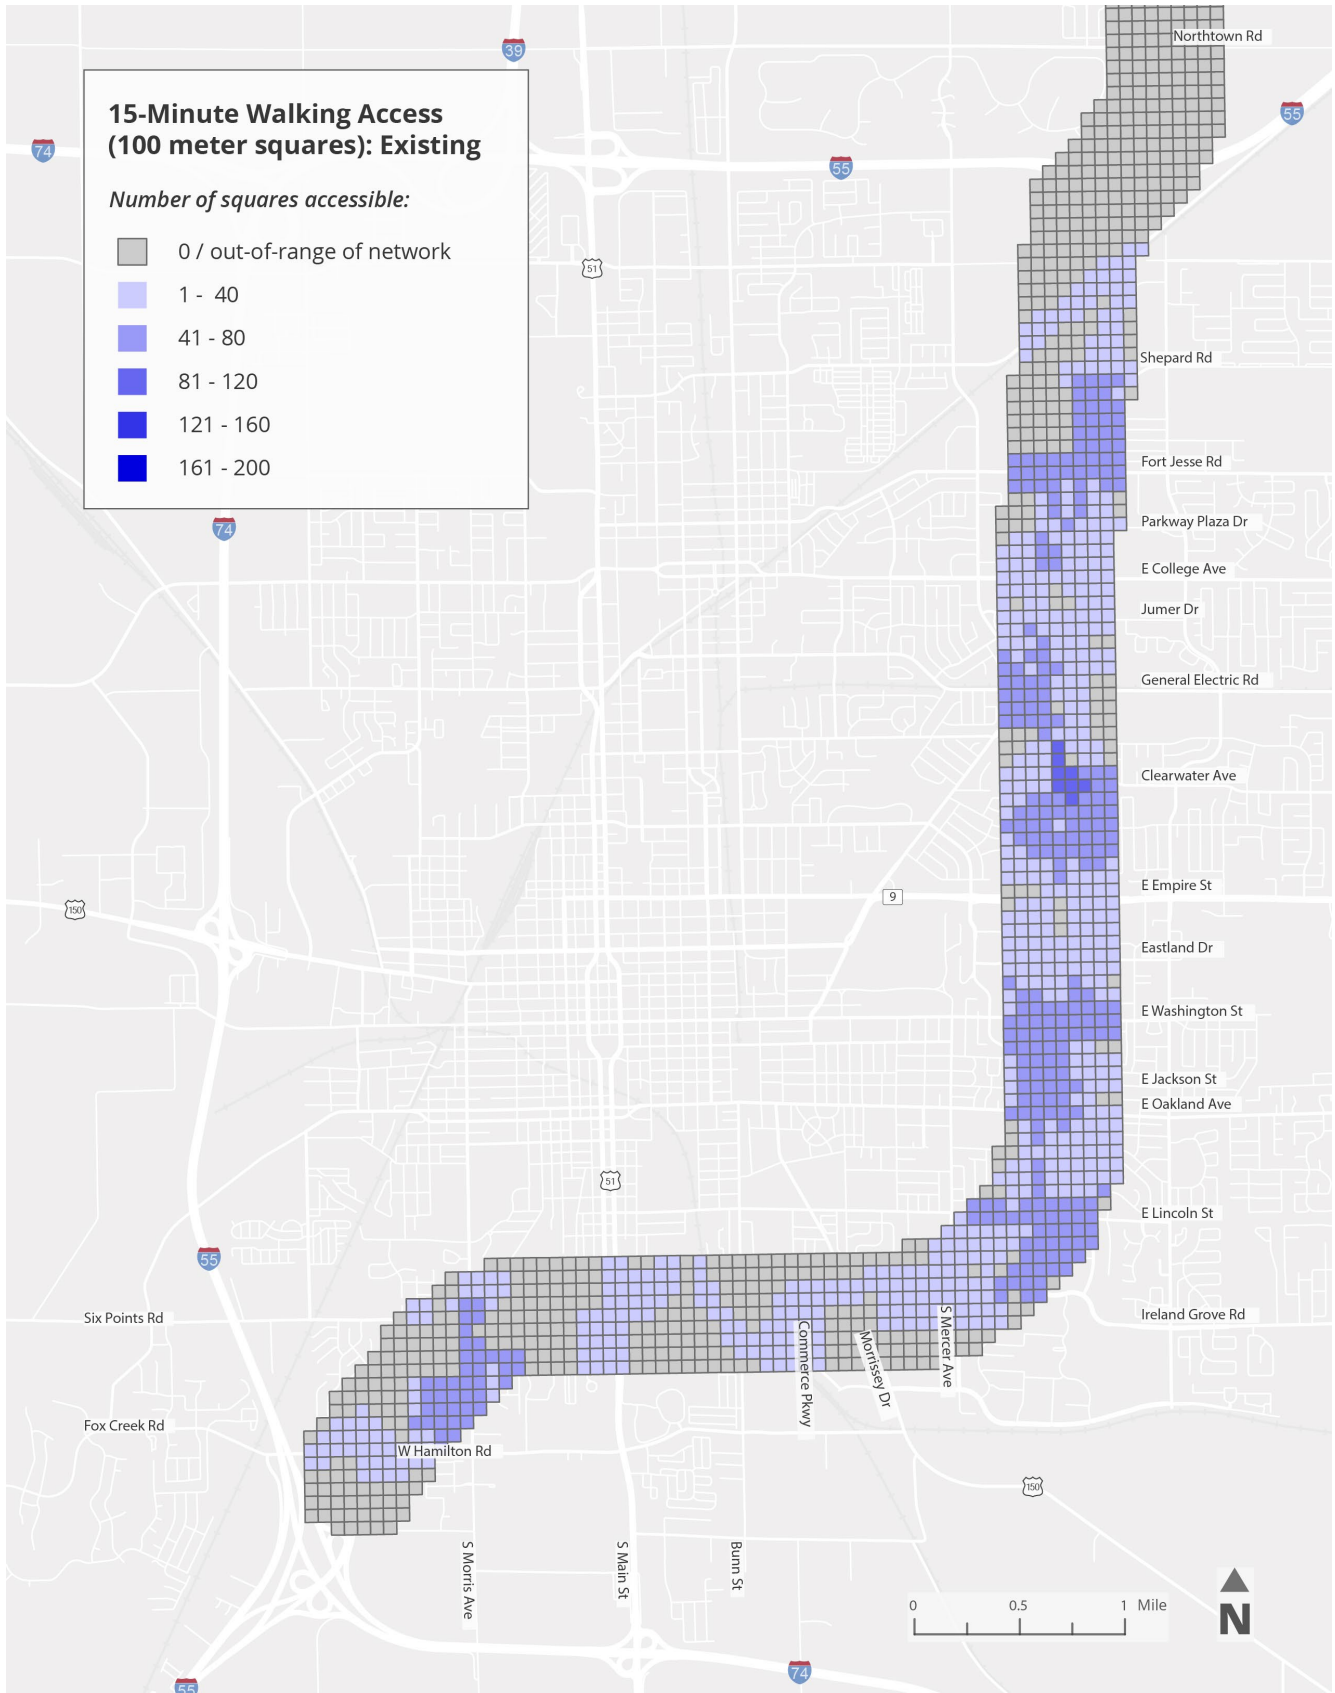 Northtown Rd
39
15-Minute Walking Access
(100 meter squares): Existing
Number of squares accessible:
0 / out-of-range of network
1 - 40
41 - 80
81 - 120
121 - 160
161 - 200
74
55
55
51
Shepard Rd
Fort Jesse Rd
74
Parkway Plaza Dr
E College Ave
Jumer Dr
General Electric Rd
Clearwater Ave
E Empire St
9
150
Eastland Dr
E Washington St
E Jackson St
E Oakland Ave
51
E Lincoln St
55
Six Points Rd
Ireland Grove Rd
S Mercer Ave
Commerce Pkwy
Morrissey Dr
Fox Creek Rd
W Hamilton Rd
150
S Morris Ave
S Main St
Bunn St
0 0.5 1 Mile
N
74
55